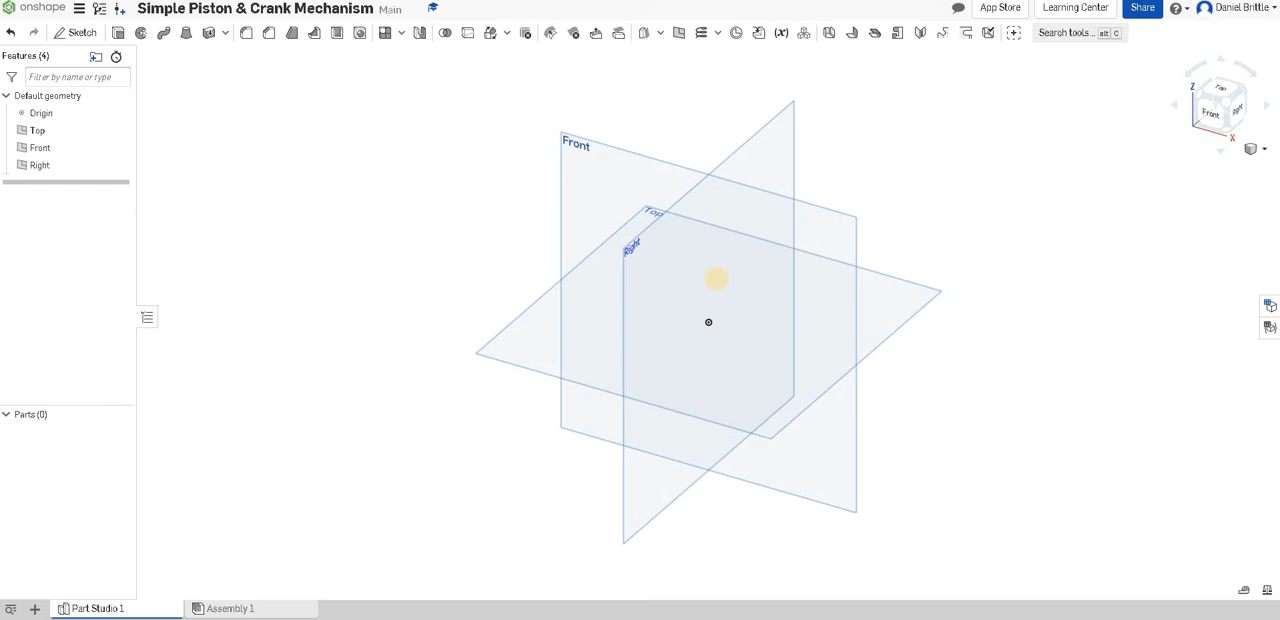 onshape Simple Piston & Crank Mechanism Main App Store Learning Center Share Daniel Brittle
Sketch (x) Search tools... alt C
Features (4)
Filter by name or type
Default geometry
Origin
Top
Front
Right
Parts (0)
Front
Top
Right
Z
Top
Front
Right
X
Part Studio 1 Assembly 1